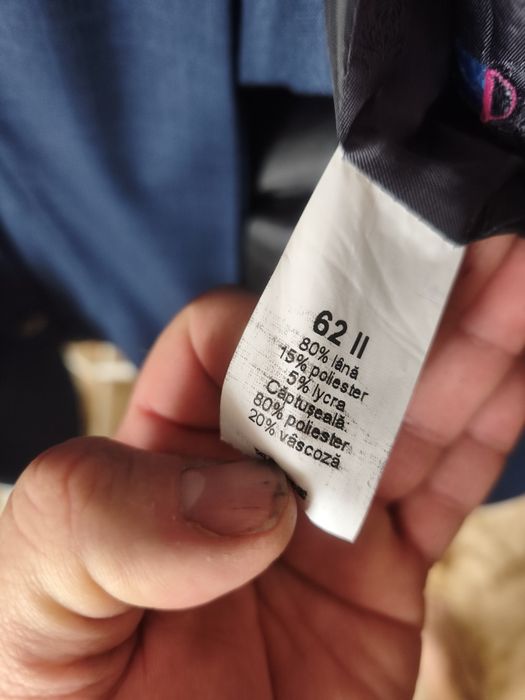 62 II
80% lână
15% poliester
5% lycra
Căptușeală
80% poliester
20% vâscoză